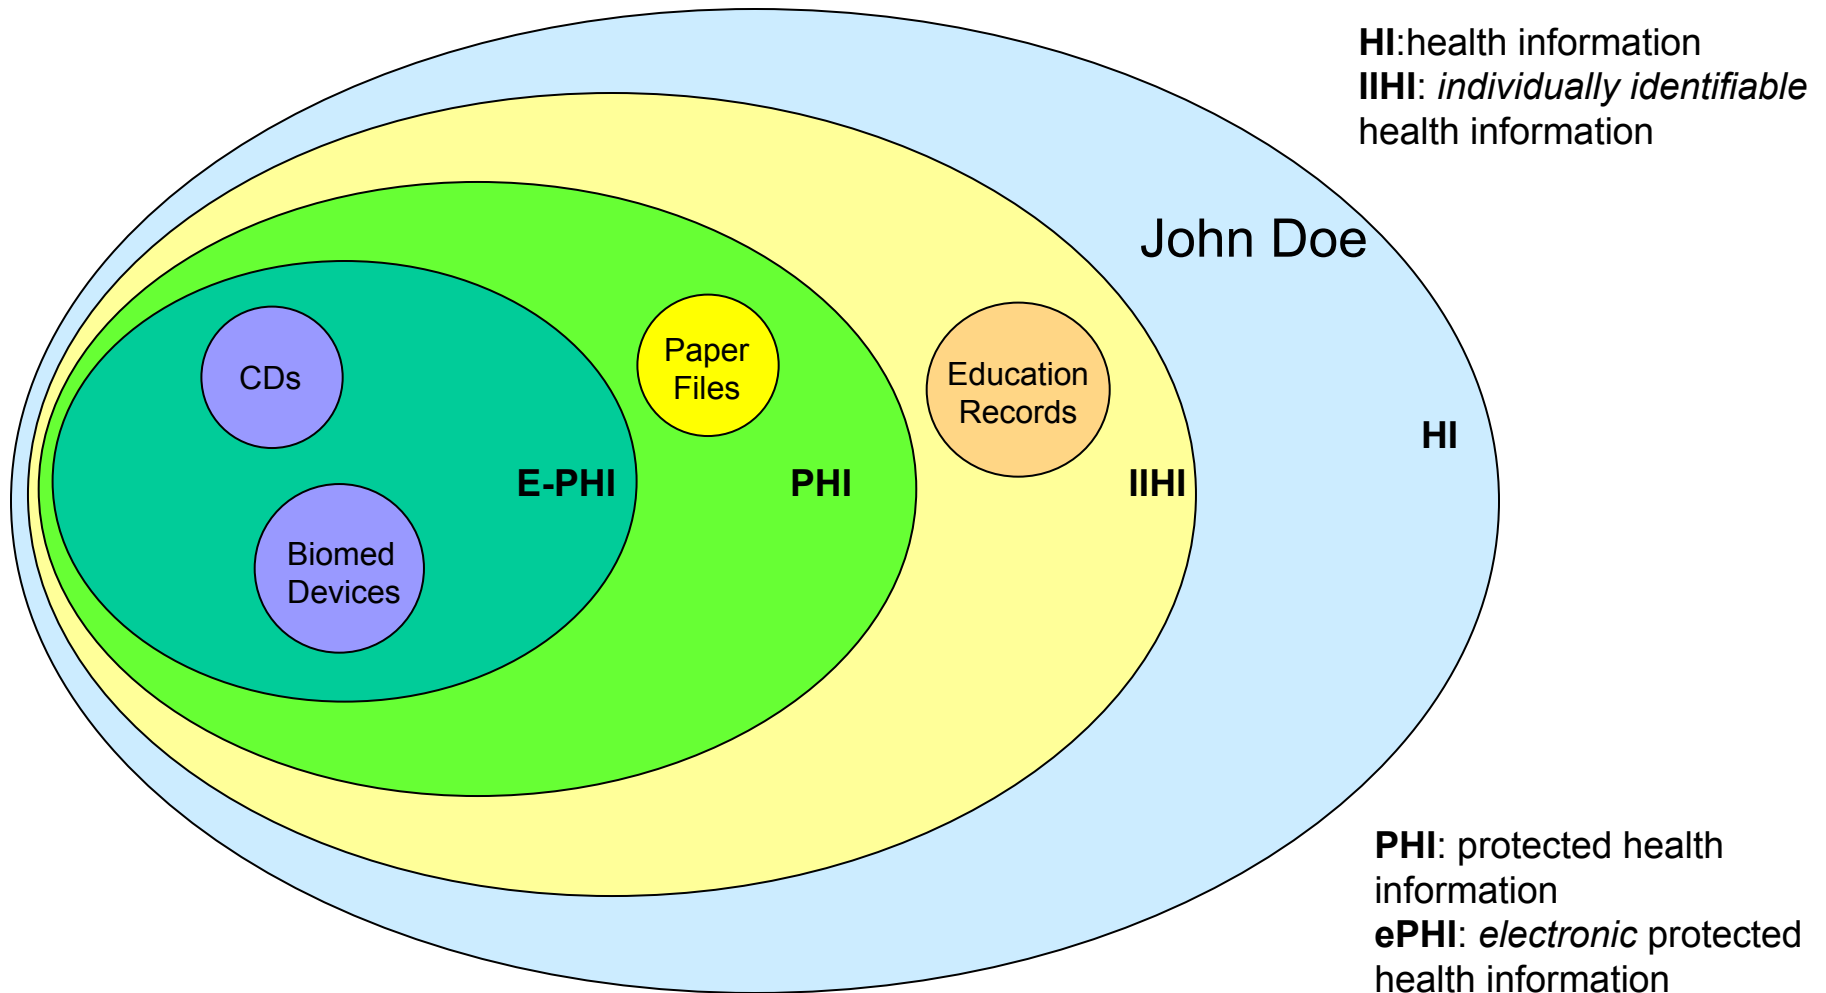 HI:health information
IIHI: individually identifiable
health information
John Doe
CDs
Paper
Files
Education
Records
HI
E-PHI
PHI
IIHI
Biomed
Devices
PHI: protected health
information
ePHI: electronic protected
health information